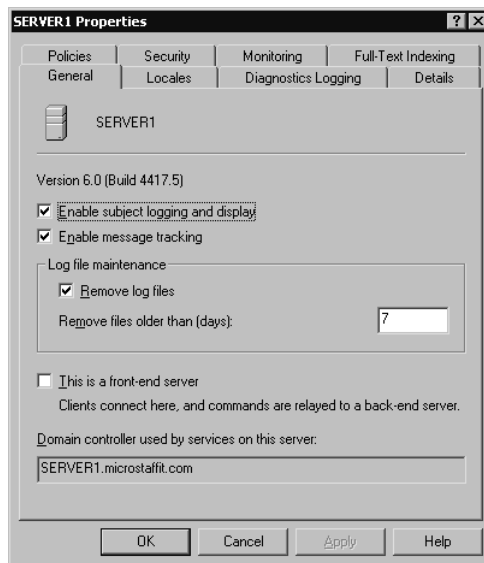 SERVER1 Properties
Policies Security Monitoring Full-Text Indexing
General Locales Diagnostics Logging Details
SERVER1
Version 6.0 (Build 4417.5)
Enable subject logging and display
Enable message tracking
Log file maintenance
Remove log files
Remove files older than (days): 7
This is a front-end server
Clients connect here, and commands are relayed to a back-end server.
Domain controller used by services on this server:
SERVER1.microstaffit.com
OK Cancel Apply Help